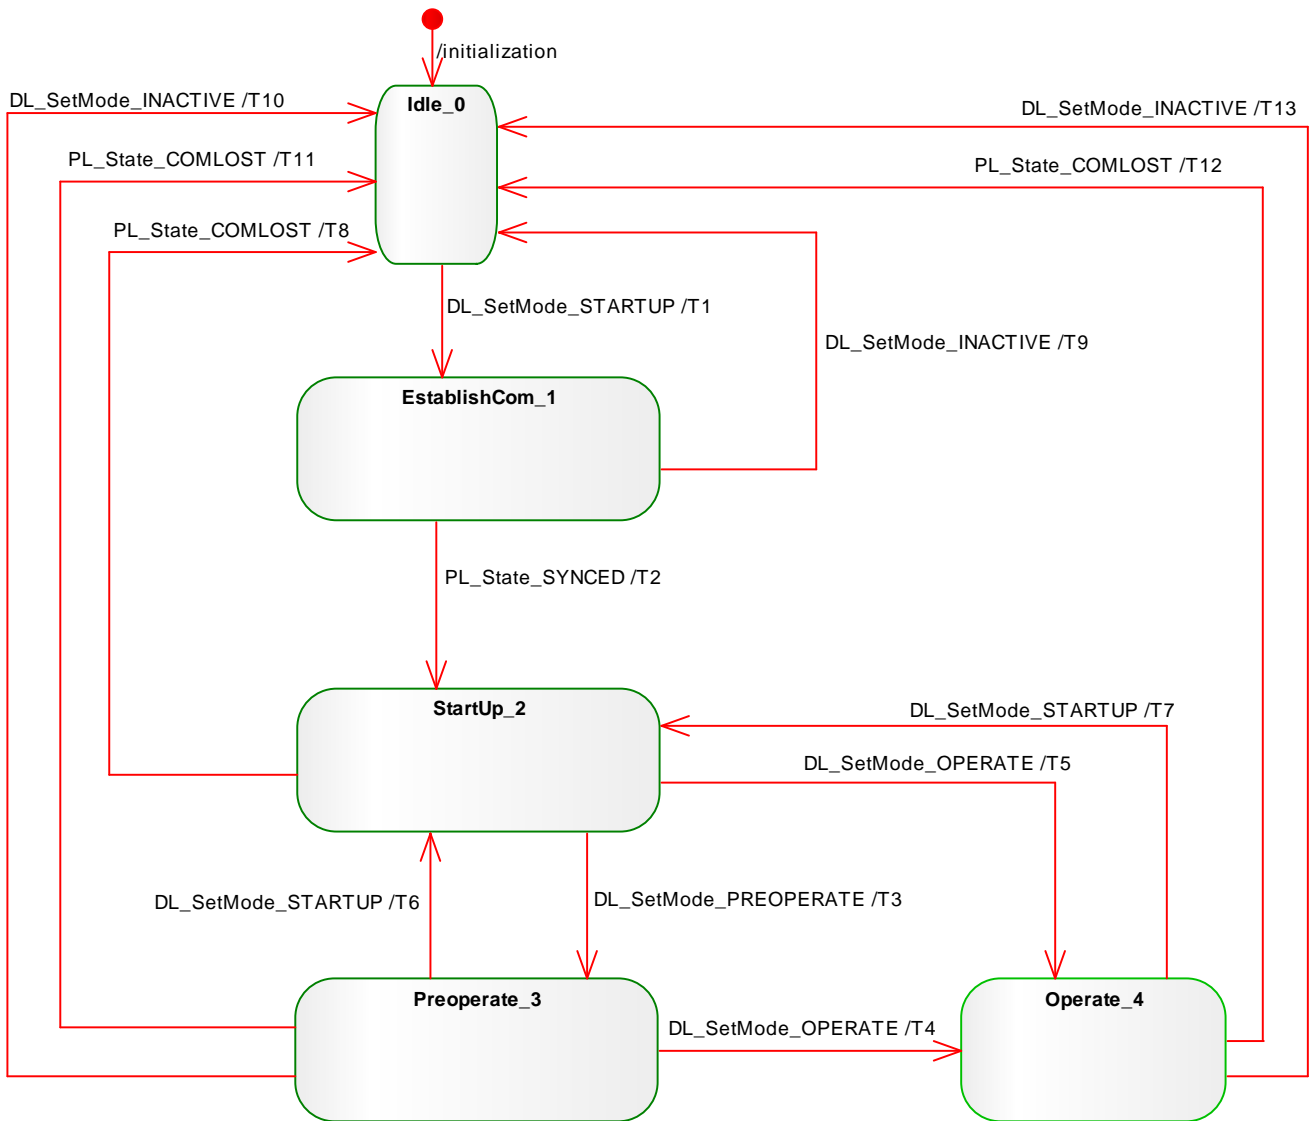 /initialization
DL_SetMode_INACTIVE /T10
Idle_0
DL_SetMode_INACTIVE /T13
PL_State_COMLOST /T11
PL_State_COMLOST /T12
PL_State_COMLOST /T8
DL_SetMode_STARTUP /T1
DL_SetMode_INACTIVE /T9
EstablishCom_1
PL_State_SYNCED /T2
StartUp_2
DL_SetMode_STARTUP /T7
DL_SetMode_OPERATE /T5
DL_SetMode_STARTUP /T6
DL_SetMode_PREOPERATE /T3
Preoperate_3
Operate_4
DL_SetMode_OPERATE /T4